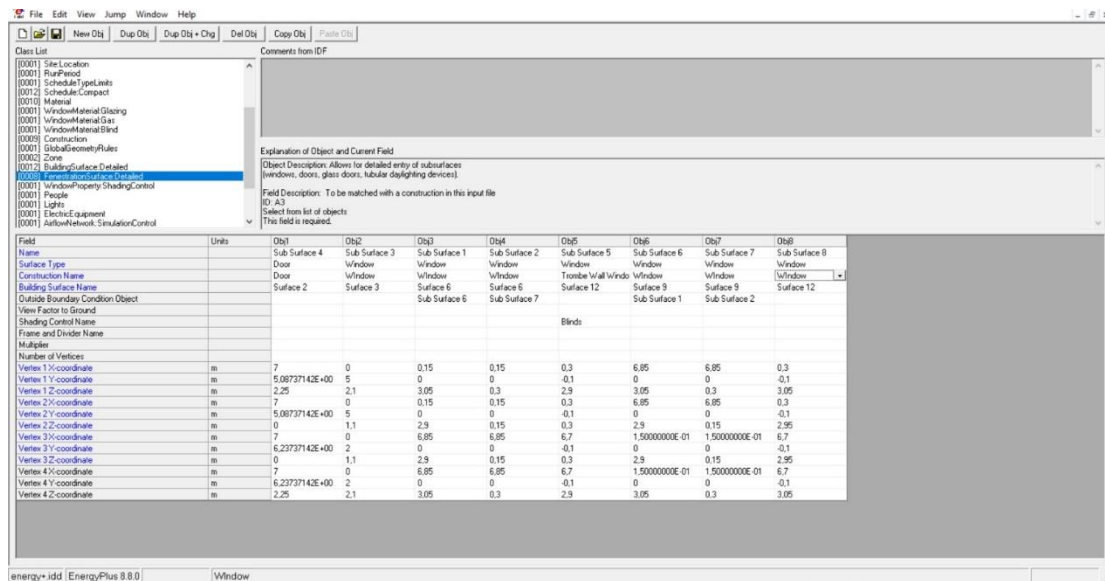 File Edit View Jump Window Help
New Obj Dup Obj Dup Obj + Chg Del Obj Copy Obj Paste Obj
Class List
Comments from IDF
[0001] Site:Location
[0001] RunPeriod
[0001] ScheduleTypeLimits
[0012] Schedule:Compact
[0010] Material
[0001] WindowMaterial:Glazing
[0001] WindowMaterial:Gas
[0001] WindowMaterial:Blind
[0009] Construction
[0001] GlobalGeometryRules
[0002] Zone
[0012] BuildingSurface:Detailed
[0008] FenestrationSurface:Detailed
[0001] WindowProperty:ShadingControl
[0001] People
[0001] Lights
[0001] ElectricEquipment
[0001] AirflowNetwork:SimulationControl
Explanation of Object and Current Field
Object Description: Allows for detailed entry of subsurfaces
(windows, doors, glass doors, tubular daylighting devices).
Field Description: To be matched with a construction in this input file
ID: A3
Select from list of objects
This field is required.
Field Units Obj1 Obj2 Obj3 Obj4 Obj5 Obj6 Obj7 Obj8
Name Sub Surface 4 Sub Surface 3 Sub Surface 1 Sub Surface 2 Sub Surface 5 Sub Surface 6 Sub Surface 7 Sub Surface 8
Surface Type Door Window Window Window Window Window Window Window
Construction Name Door WIndow WIndow WIndow Trombe Wall Windo WIndow WIndow WIndow
Building Surface Name Surface 2 Surface 3 Surface 6 Surface 6 Surface 12 Surface 9 Surface 9 Surface 12
Outside Boundary Condition Object Sub Surface 6 Sub Surface 7 Sub Surface 1 Sub Surface 2
View Factor to Ground
Shading Control Name Blinds
Frame and Divider Name
Multiplier
Number of Vertices
Vertex 1 X-coordinate m 7 0 0,15 0,15 0,3 6,85 6,85 0,3
Vertex 1 Y-coordinate m 5,08737142E+00 5 0 0 -0,1 0 0 -0,1
Vertex 1 Z-coordinate m 2,25 2,1 3,05 0,3 2,9 3,05 0,3 3,05
Vertex 2 X-coordinate m 7 0 0,15 0,15 0,3 6,85 6,85 0,3
Vertex 2 Y-coordinate m 5,08737142E+00 5 0 0 -0,1 0 0 -0,1
Vertex 2 Z-coordinate m 0 1,1 2,9 0,15 0,3 2,9 0,15 2,95
Vertex 3 X-coordinate m 7 0 6,85 6,85 6,7 1,50000000E-01 1,50000000E-01 6,7
Vertex 3 Y-coordinate m 6,23737142E+00 2 0 0 -0,1 0 0 -0,1
Vertex 3 Z-coordinate m 0 1,1 2,9 0,15 0,3 2,9 0,15 2,95
Vertex 4 X-coordinate m 7 0 6,85 6,85 6,7 1,50000000E-01 1,50000000E-01 6,7
Vertex 4 Y-coordinate m 6,23737142E+00 2 0 0 -0,1 0 0 -0,1
Vertex 4 Z-coordinate m 2,25 2,1 3,05 0,3 2,9 3,05 0,3 3,05
energy+.idd EnergyPlus 8.8.0 WIndow